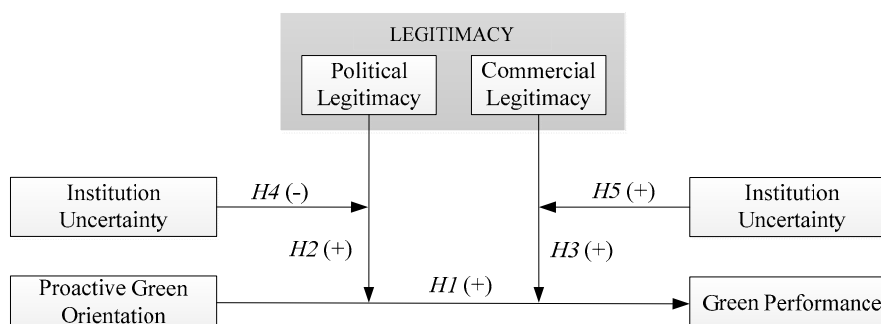 LEGITIMACY
Political
Legitimacy
Commercial
Legitimacy
Institution
Uncertainty
H4 (-)
H5 (+)
Institution
Uncertainty
H2 (+)
H3 (+)
Proactive Green
Orientation
H1 (+)
Green Performance